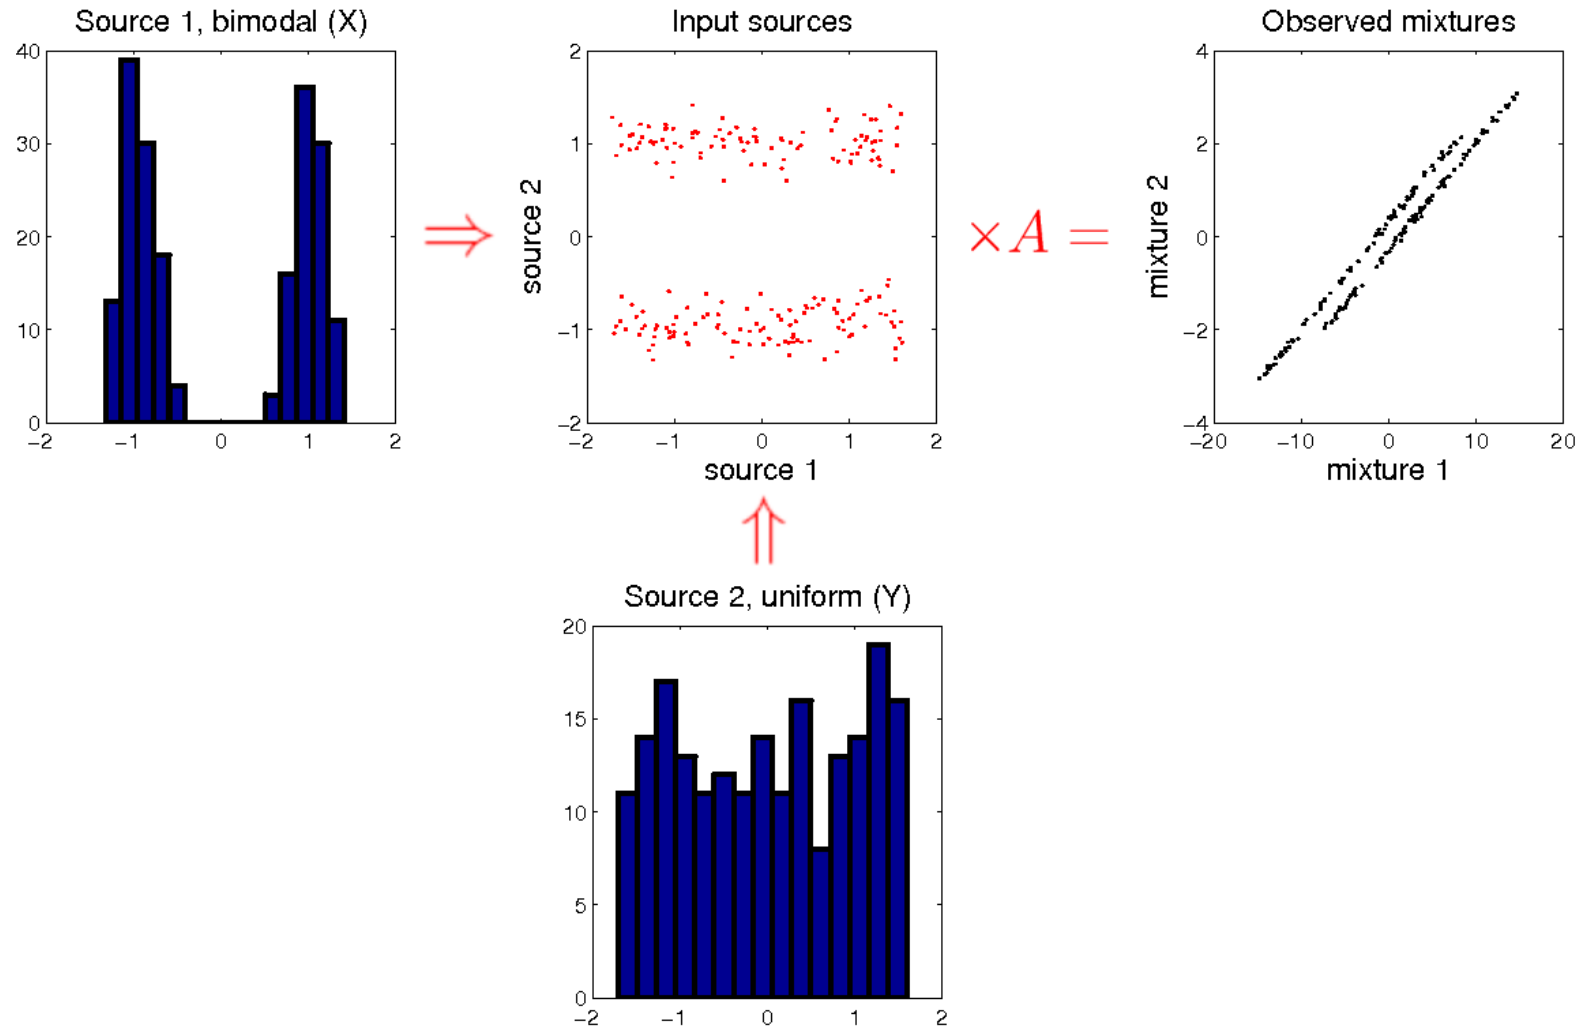 Source 1, bimodal (X)
40
30
20
10
0
−2 −1 0 1 2
⇒
Input sources
2
1
0
−1
−2
source 2
−2 −1 0 1 2
source 1
×A =
Observed mixtures
4
2
0
−2
−4
mixture 2
−20 −10 0 10 20
mixture 1
⇑
Source 2, uniform (Y)
20
15
10
5
0
−2 −1 0 1 2